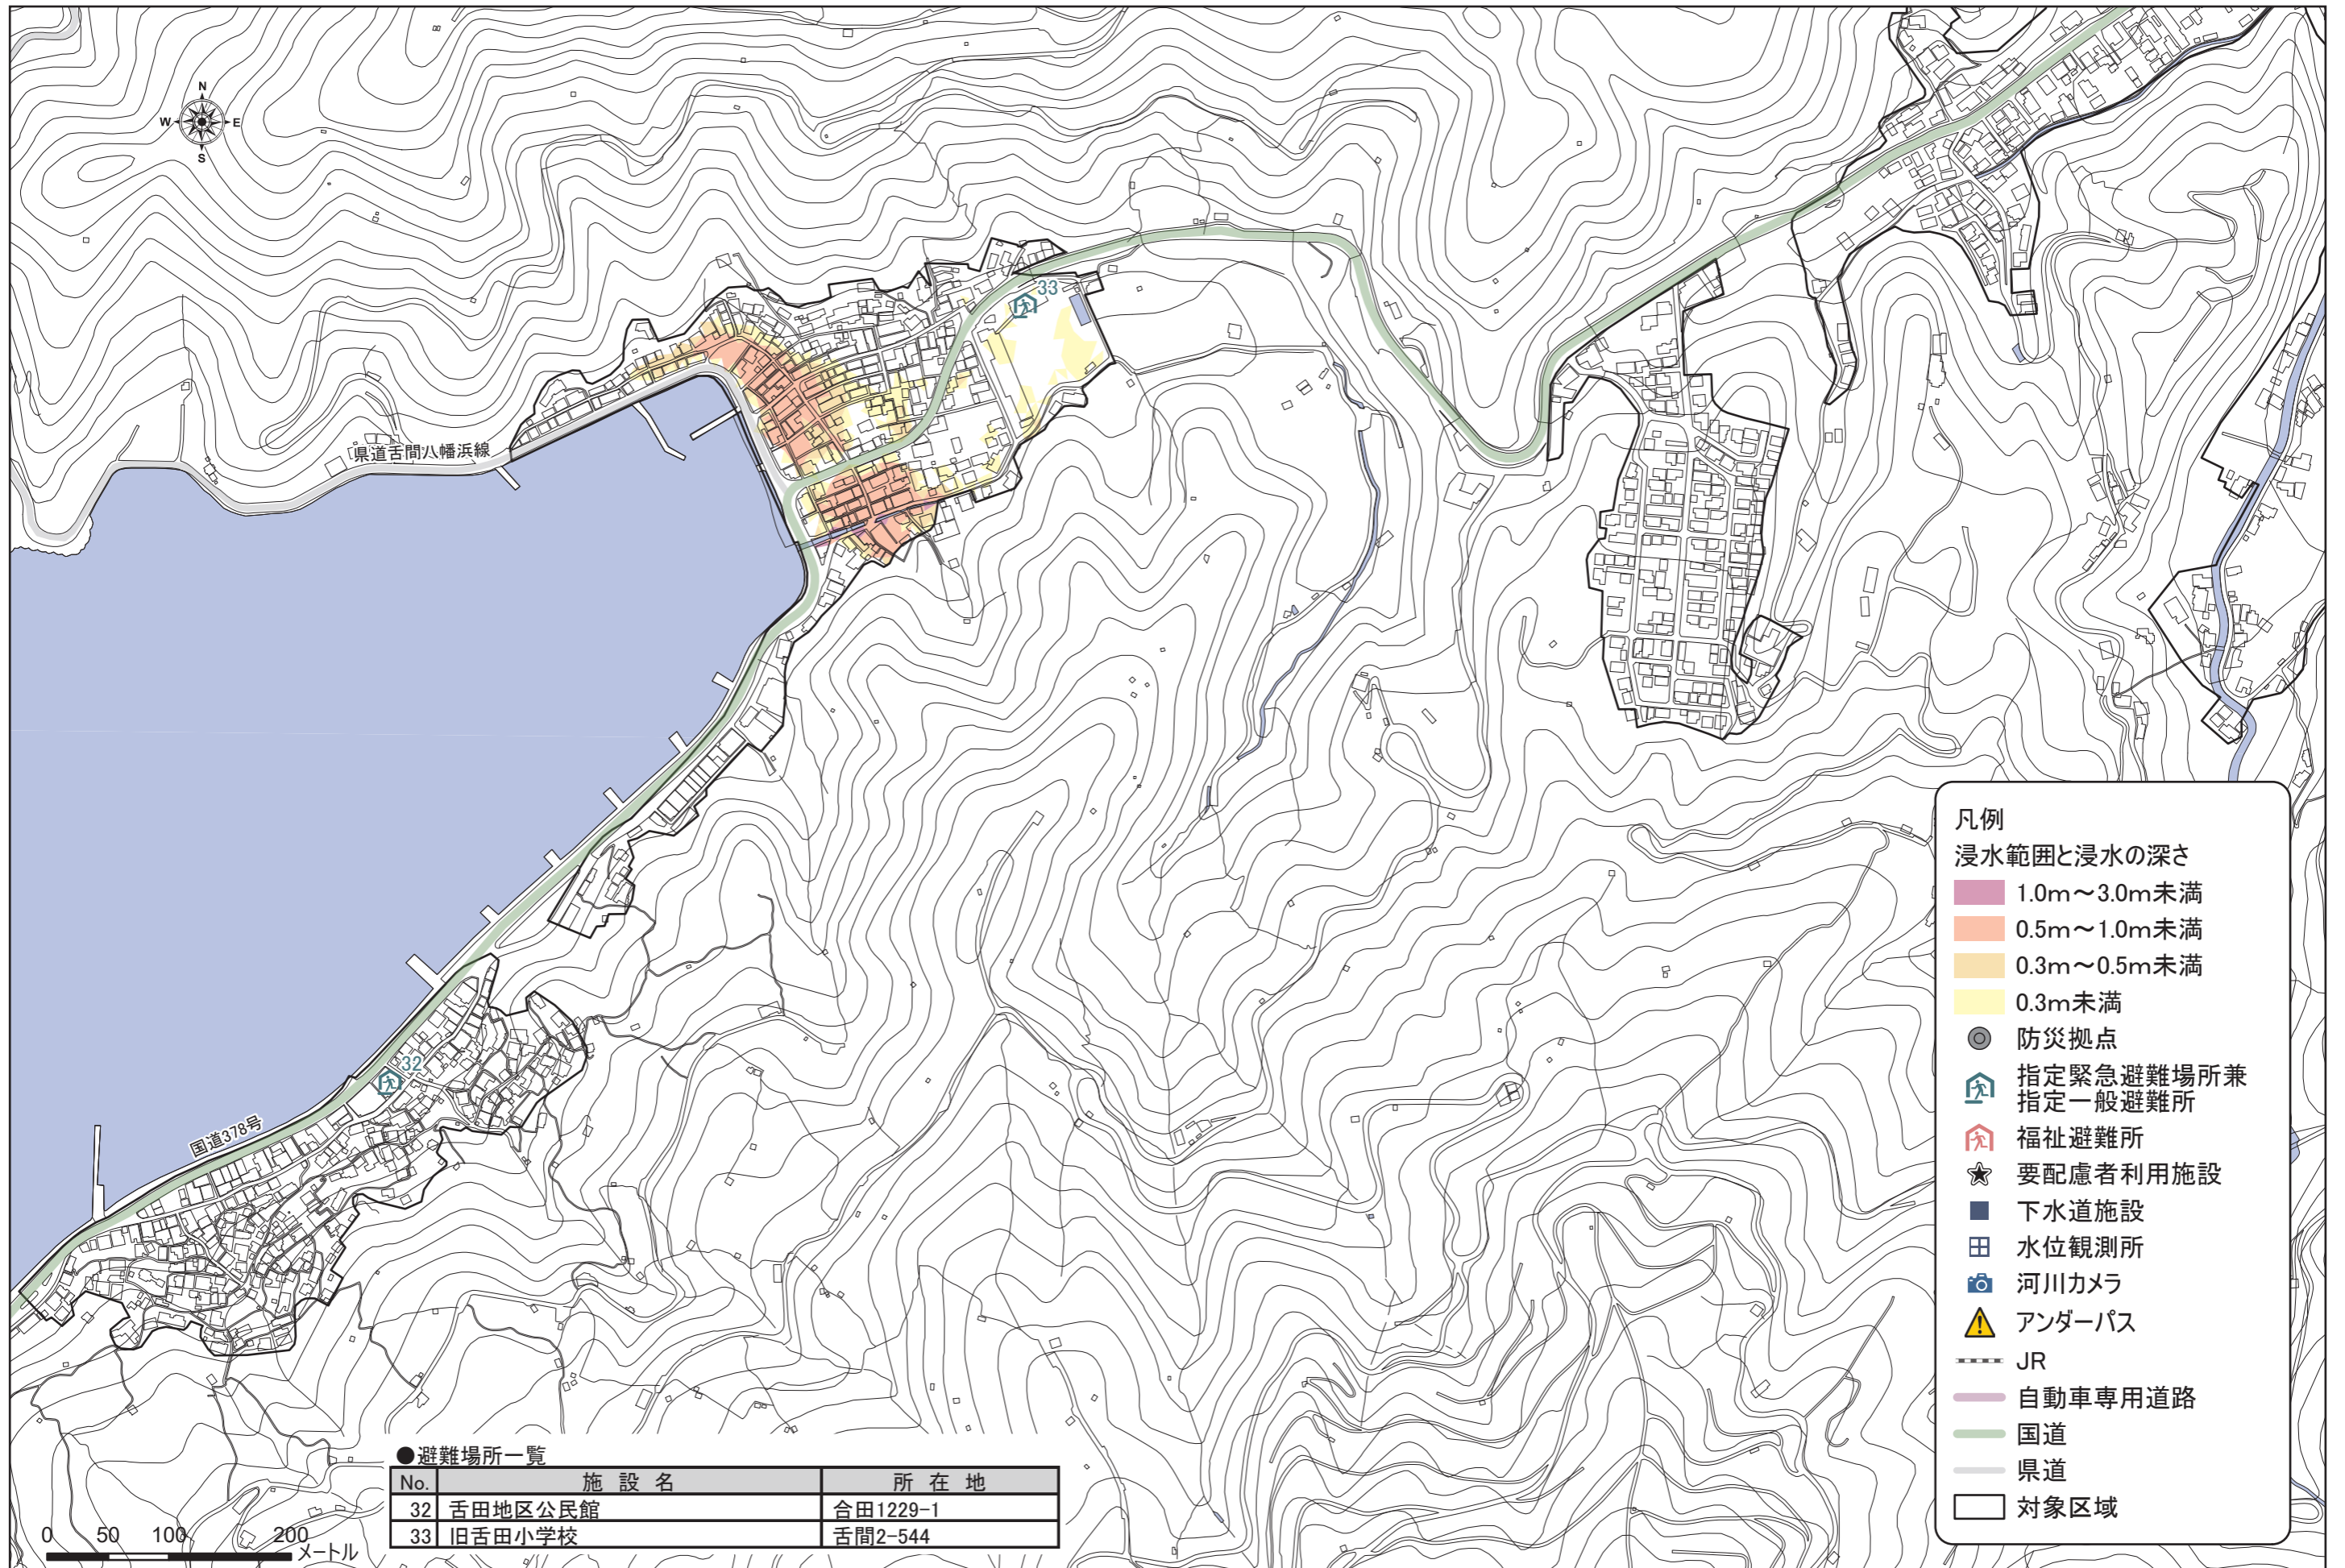 N
W E
S
33
県道舌間八幡浜線
32
国道378号
凡例
浸水範囲と浸水の深さ
1.0m～3.0m未満
0.5m～1.0m未満
0.3m～0.5m未満
0.3m未満
防災拠点
指定緊急避難場所兼
指定一般避難所
福祉避難所
要配慮者利用施設
下水道施設
水位観測所
河川カメラ
アンダーパス
JR
自動車専用道路
国道
県道
対象区域
●避難場所一覧
No. 施設名 所在地
32 舌田地区公民館 合田1229-1
33 旧舌田小学校 舌間2-544
0 50 100 200
メートル